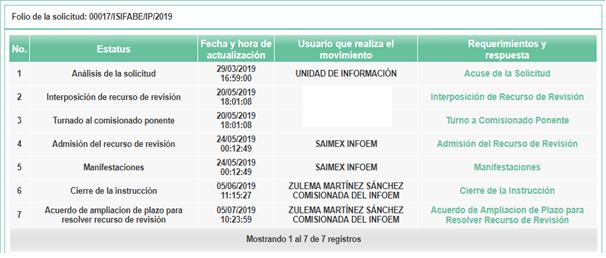 Folio de la solicitud: 00017/ISIFABE/IP/2019
No. Estatus Fecha y hora de actualización Usuario que realiza el movimiento Requerimientos y respuesta
1 Análisis de la solicitud 29/03/2019 16:59:00 UNIDAD DE INFORMACIÓN Acuse de la Solicitud
2 Interposición de recurso de revisión 20/05/2019 18:01:08 Interposición de Recurso de Revisión
3 Turnado al comisionado ponente 20/05/2019 18:01:08 Turno a Comisionado Ponente
4 Admisión del recurso de revisión 24/05/2019 00:12:49 SAIMEX INFOEM Admisión del Recurso de Revisión
5 Manifestaciones 24/05/2019 00:12:49 SAIMEX INFOEM Manifestaciones
6 Cierre de la instrucción 05/06/2019 11:15:27 ZULEMA MARTÍNEZ SÁNCHEZ COMISIONADA DEL INFOEM Cierre de la Instrucción
7 Acuerdo de ampliacion de plazo para resolver recurso de revisión 05/07/2019 10:23:59 ZULEMA MARTÍNEZ SÁNCHEZ COMISIONADA DEL INFOEM Acuerdo de Ampliacion de Plazo para Resolver Recurso de Revisión
Mostrando 1 al 7 de 7 registros